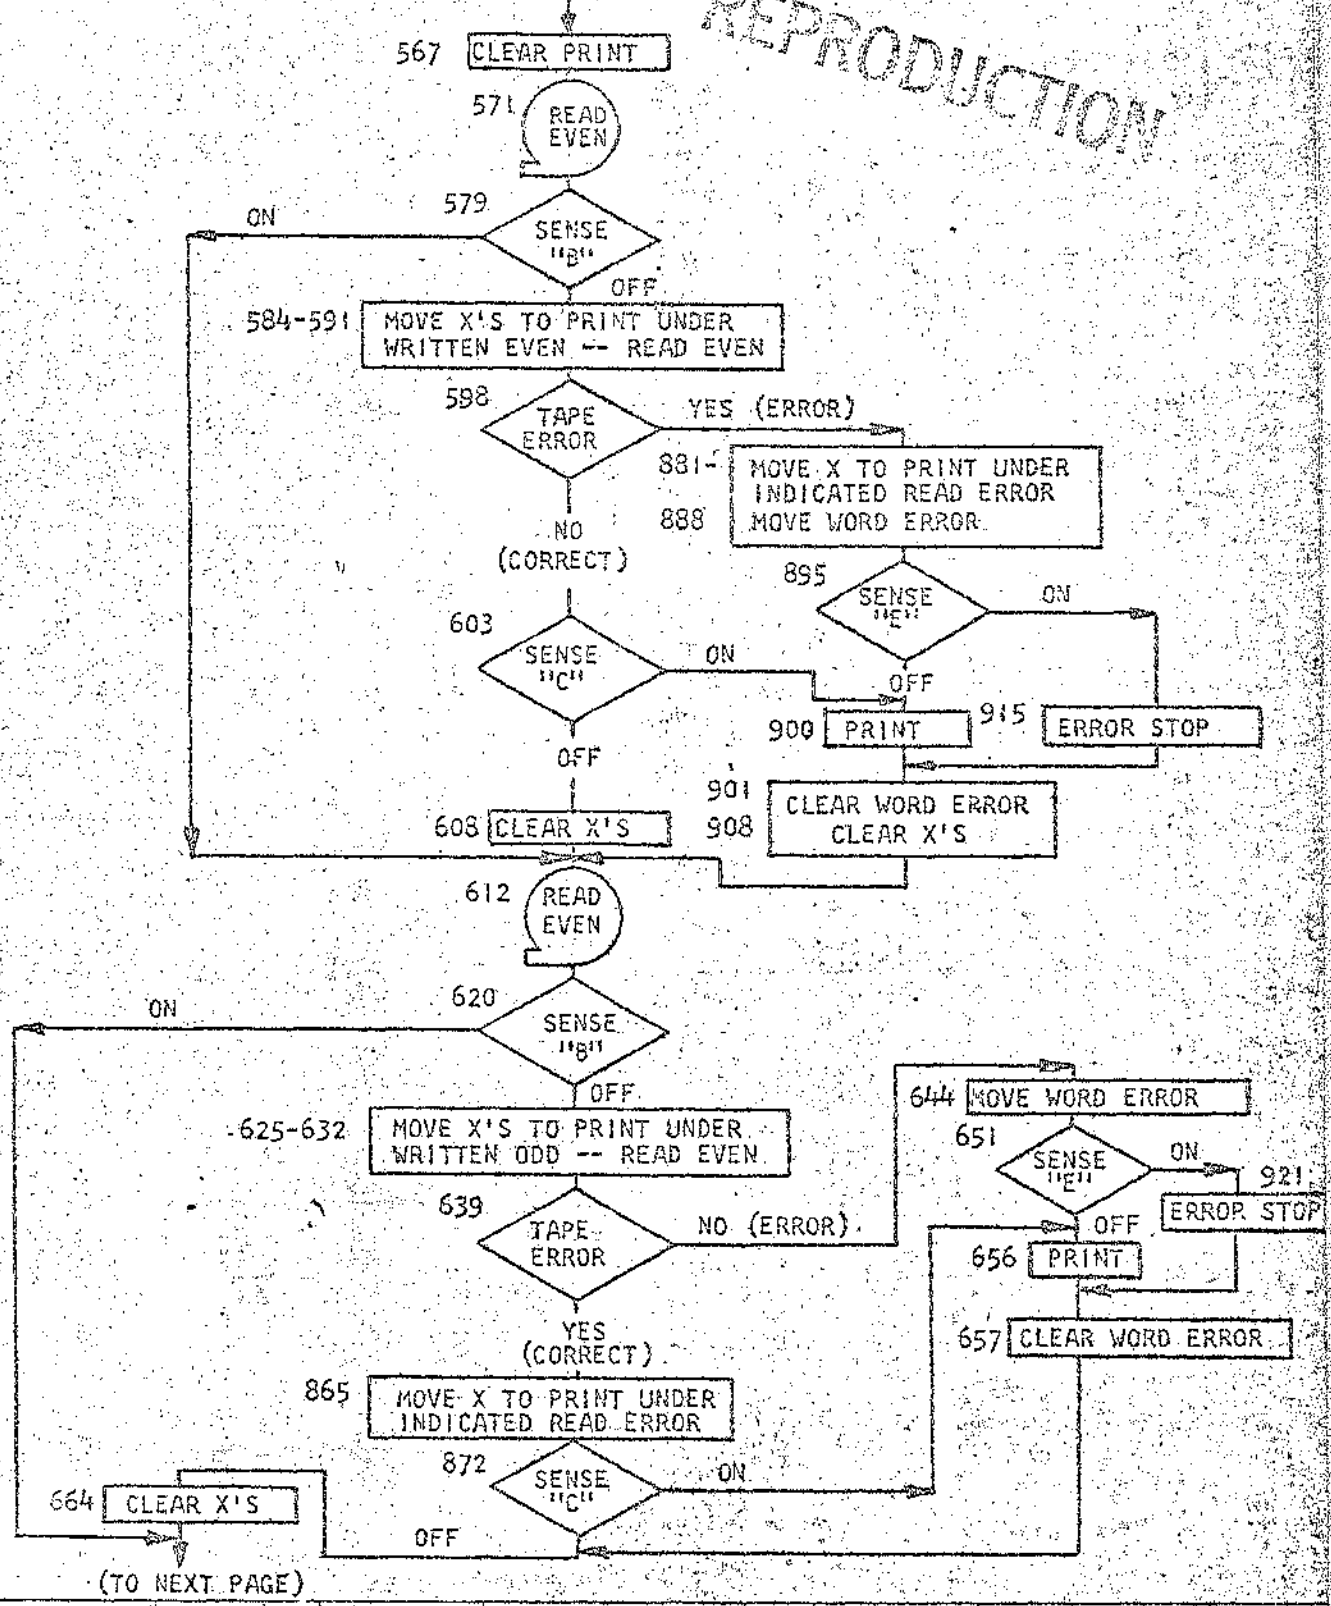 REPRODUCTION
567 CLEAR PRINT
571
READ
EVEN
579
ON
SENSE
"B"
OFF
584-591
MOVE X'S TO PRINT UNDER
WRITTEN EVEN -- READ EVEN
598
TAPE
ERROR
YES (ERROR)
881-
888
MOVE X TO PRINT UNDER
INDICATED READ ERROR
MOVE WORD ERROR
NO
(CORRECT)
895
SENSE
"E"
ON
OFF
603
SENSE
"C"
ON
OFF
900 PRINT
915 ERROR STOP
901
908
CLEAR WORD ERROR
CLEAR X'S
608 CLEAR X'S
612
READ
EVEN
620
ON
SENSE
"B"
OFF
625-632
MOVE X'S TO PRINT UNDER
WRITTEN ODD -- READ EVEN
644 MOVE WORD ERROR
651
SENSE
"E"
ON
OFF
921
ERROR STOP
639
TAPE
ERROR
NO (ERROR)
656 PRINT
657 CLEAR WORD ERROR
YES
(CORRECT)
865
MOVE X TO PRINT UNDER
INDICATED READ ERROR
872
SENSE
"C"
ON
OFF
664 CLEAR X'S
(TO NEXT PAGE)